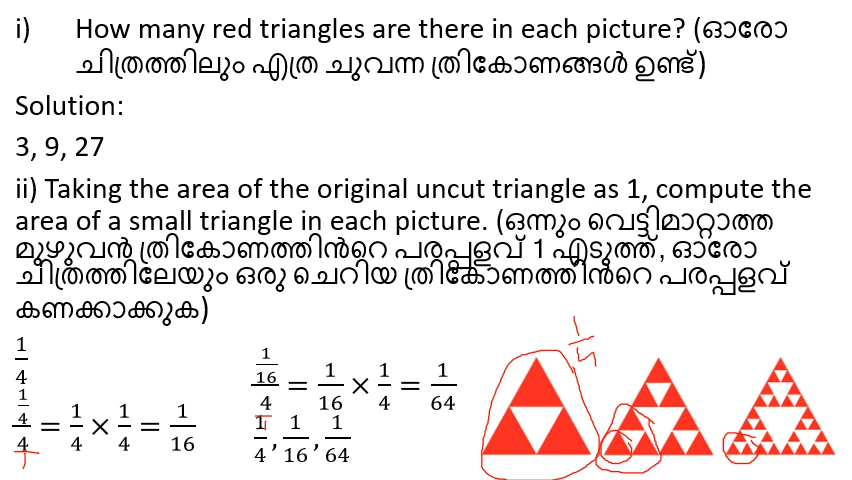 i) How many red triangles are there in each picture? (ഓരോ
ചിത്രത്തിലും എത്ര ചുവന്ന ത്രികോണങ്ങൾ ഉണ്ട്)
Solution:
3, 9, 27
ii) Taking the area of the original uncut triangle as 1, compute the
area of a small triangle in each picture. (ഒന്നും വെട്ടിമാറ്റാത്ത
മുഴുവൻ ത്രികോണത്തിൻറെ പരപ്പളവ് 1 എടുത്ത്, ഓരോ
ചിത്രത്തിലേയും ഒരു ചെറിയ ത്രികോണത്തിൻറെ പരപ്പളവ്
കണക്കാക്കുക)
1/4
(1/4)/4 = 1/4 × 1/4 = 1/16
(1/16)/4 = 1/16 × 1/4 = 1/64
1/4, 1/16, 1/64